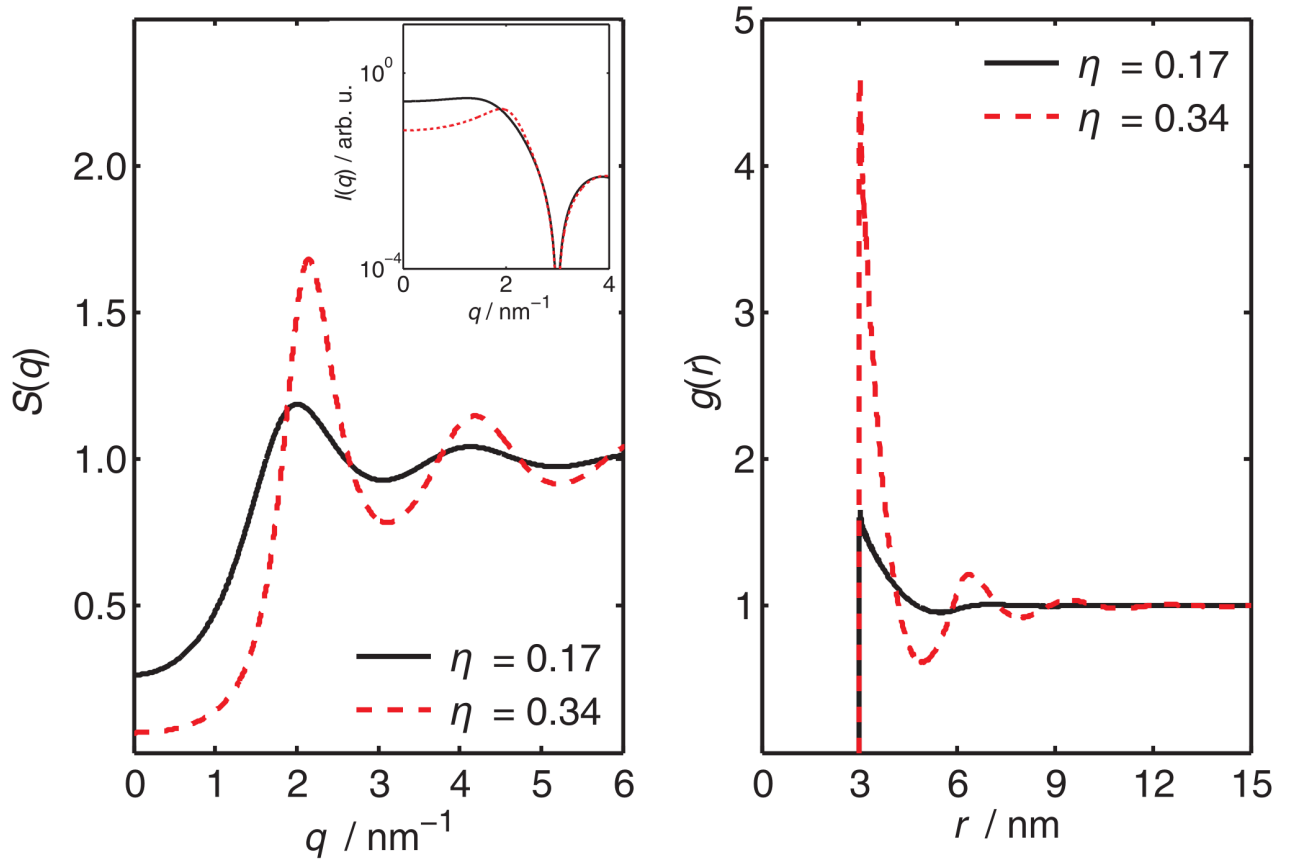 S(q)
2.0
1.5
1.0
0.5
0 1 2 3 4 5 6
q / nm⁻¹
η = 0.17
η = 0.34
I(q) / arb. u.
10⁰
10⁻⁴
0 2 4
q / nm⁻¹
g(r)
5
4
3
2
1
0 3 6 9 12 15
r / nm
η = 0.17
η = 0.34